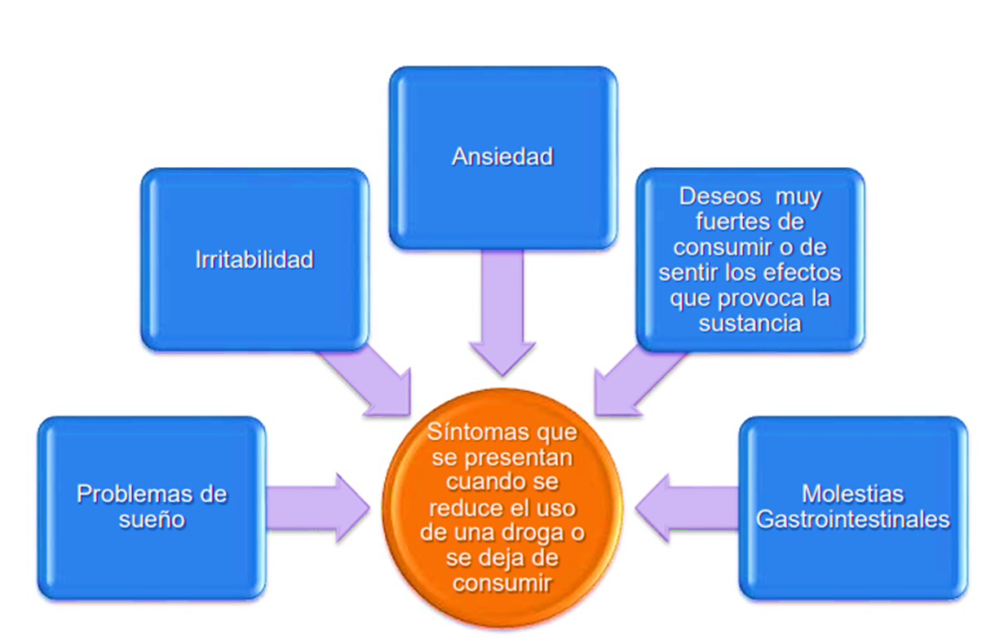 Ansiedad
Irritabilidad
Deseos  muy
fuertes de
consumir o de
sentir los efectos
que provoca la
sustancia
Problemas de
sueño
Síntomas que
se presentan
cuando se
reduce el uso
de una droga o
se deja de
consumir
Molestias
Gastrointestinales